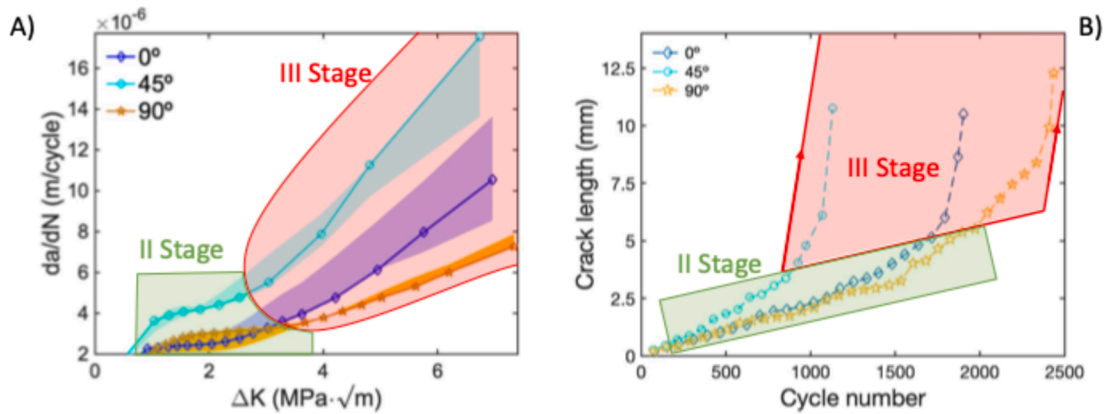 A)
×10⁻⁶
16
14
12
10
8
6
4
2
da/dN (m/cycle)
0º
45º
90º
III Stage
II Stage
0
2
4
6
ΔK (MPa·√m)
B)
12.5
10
7.5
5
2.5
0
Crack length (mm)
0º
45º
90º
III Stage
II Stage
0
500
1000
1500
2000
2500
Cycle number